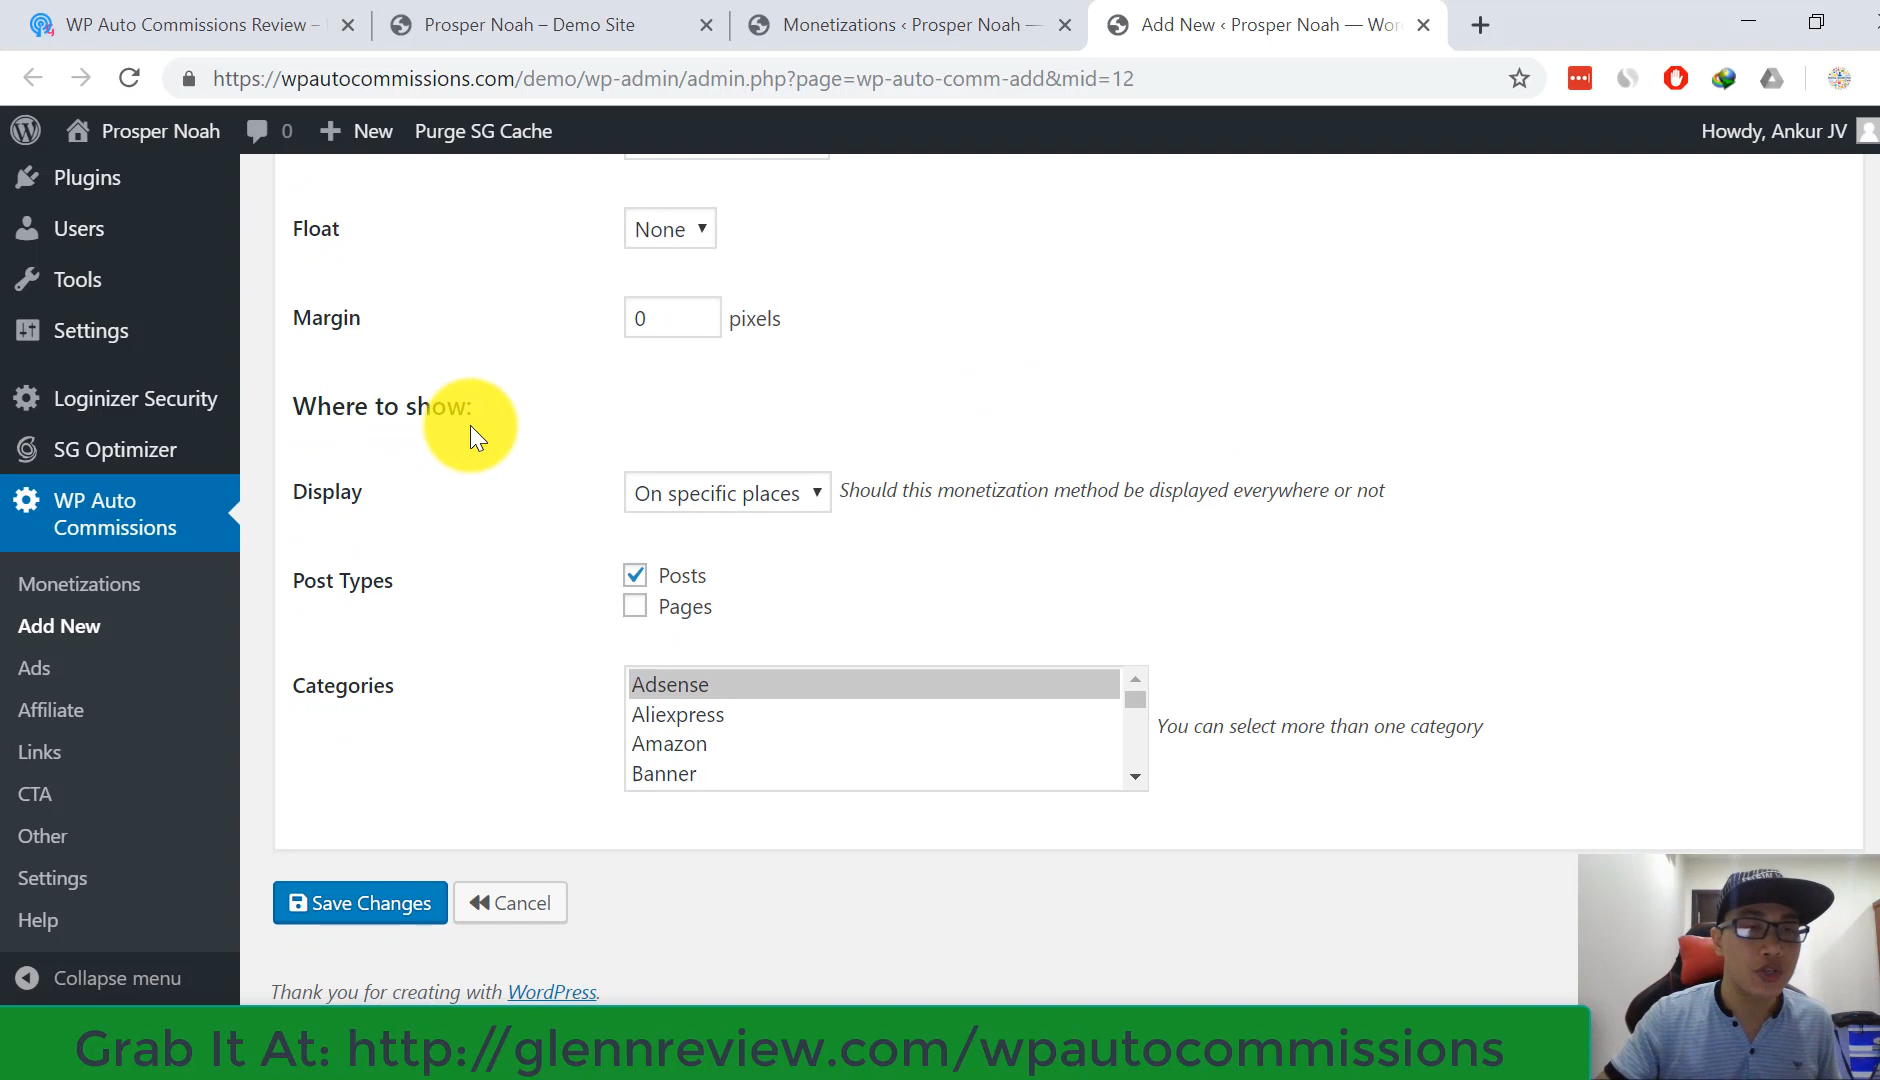 WP Auto Commissions Review –
Prosper Noah – Demo Site
Monetizations ‹ Prosper Noah —
Add New ‹ Prosper Noah — Wor
https://wpautocommissions.com/demo/wp-admin/admin.php?page=wp-auto-comm-add&mid=12
Prosper Noah
0
New
Purge SG Cache
Howdy, Ankur JV
Plugins
Users
Tools
Settings
Loginizer Security
SG Optimizer
WP Auto
Commissions
Monetizations
Add New
Ads
Affiliate
Links
CTA
Other
Settings
Help
Collapse menu
Float
None
Margin
0 pixels
Where to show:
Display
On specific places
Should this monetization method be displayed everywhere or not
Post Types
Posts
Pages
Categories
Adsense
Aliexpress
Amazon
Banner
You can select more than one category
Save Changes
Cancel
Thank you for creating with WordPress.
Grab It At: http://glennreview.com/wpautocommissions